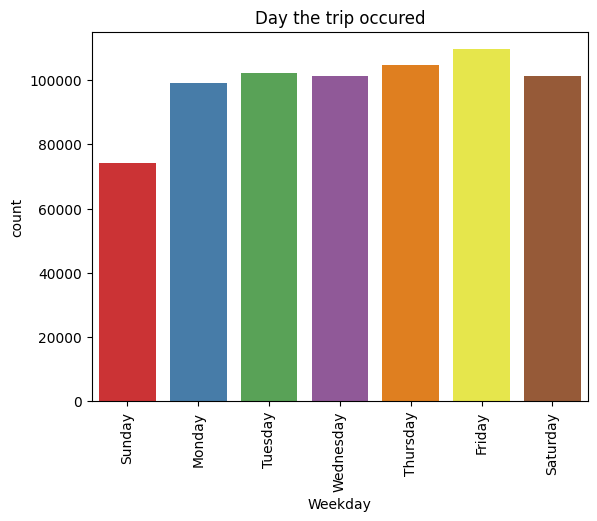 Day the trip occured
count
100000
80000
60000
40000
20000
0
Sunday
Monday
Tuesday
Wednesday
Thursday
Friday
Saturday
Weekday